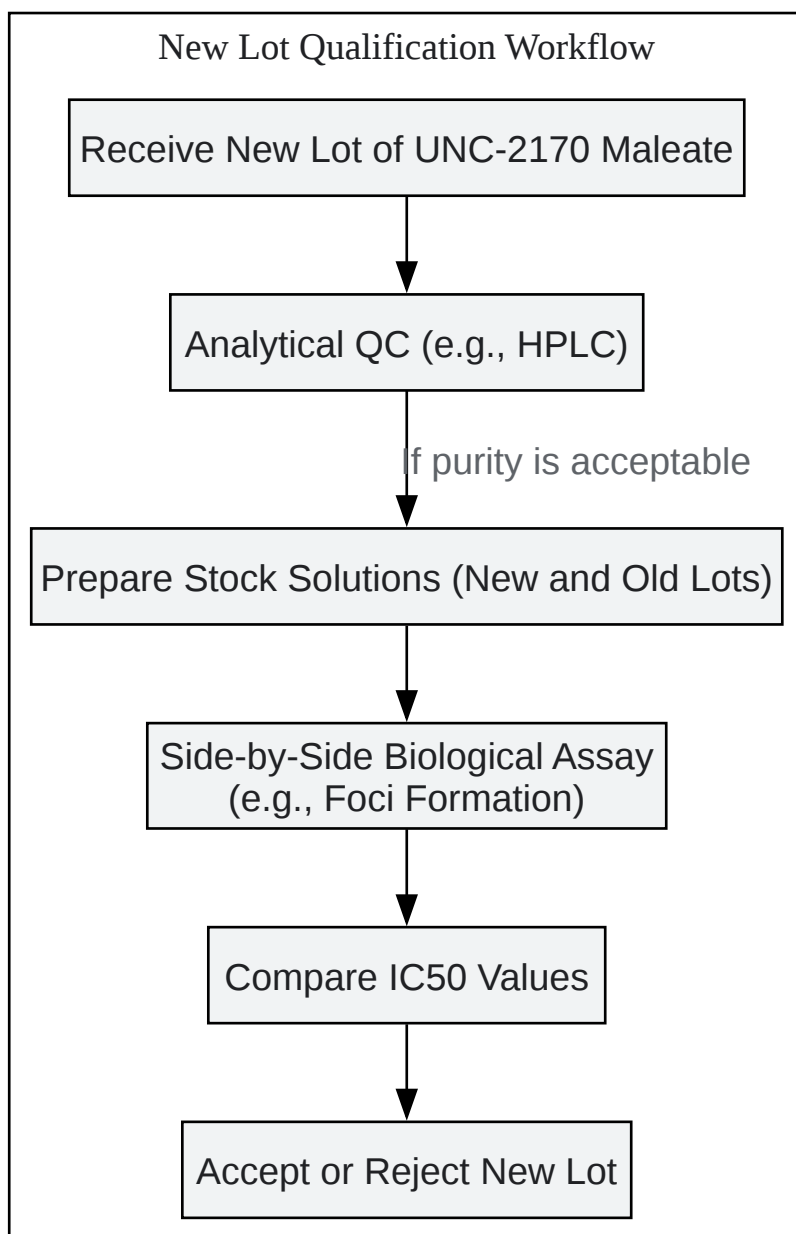 New Lot Qualification Workflow
Receive New Lot of UNC-2170 Maleate
Analytical QC (e.g., HPLC)
If purity is acceptable
Prepare Stock Solutions (New and Old Lots)
Side-by-Side Biological Assay
(e.g., Foci Formation)
Compare IC50 Values
Accept or Reject New Lot